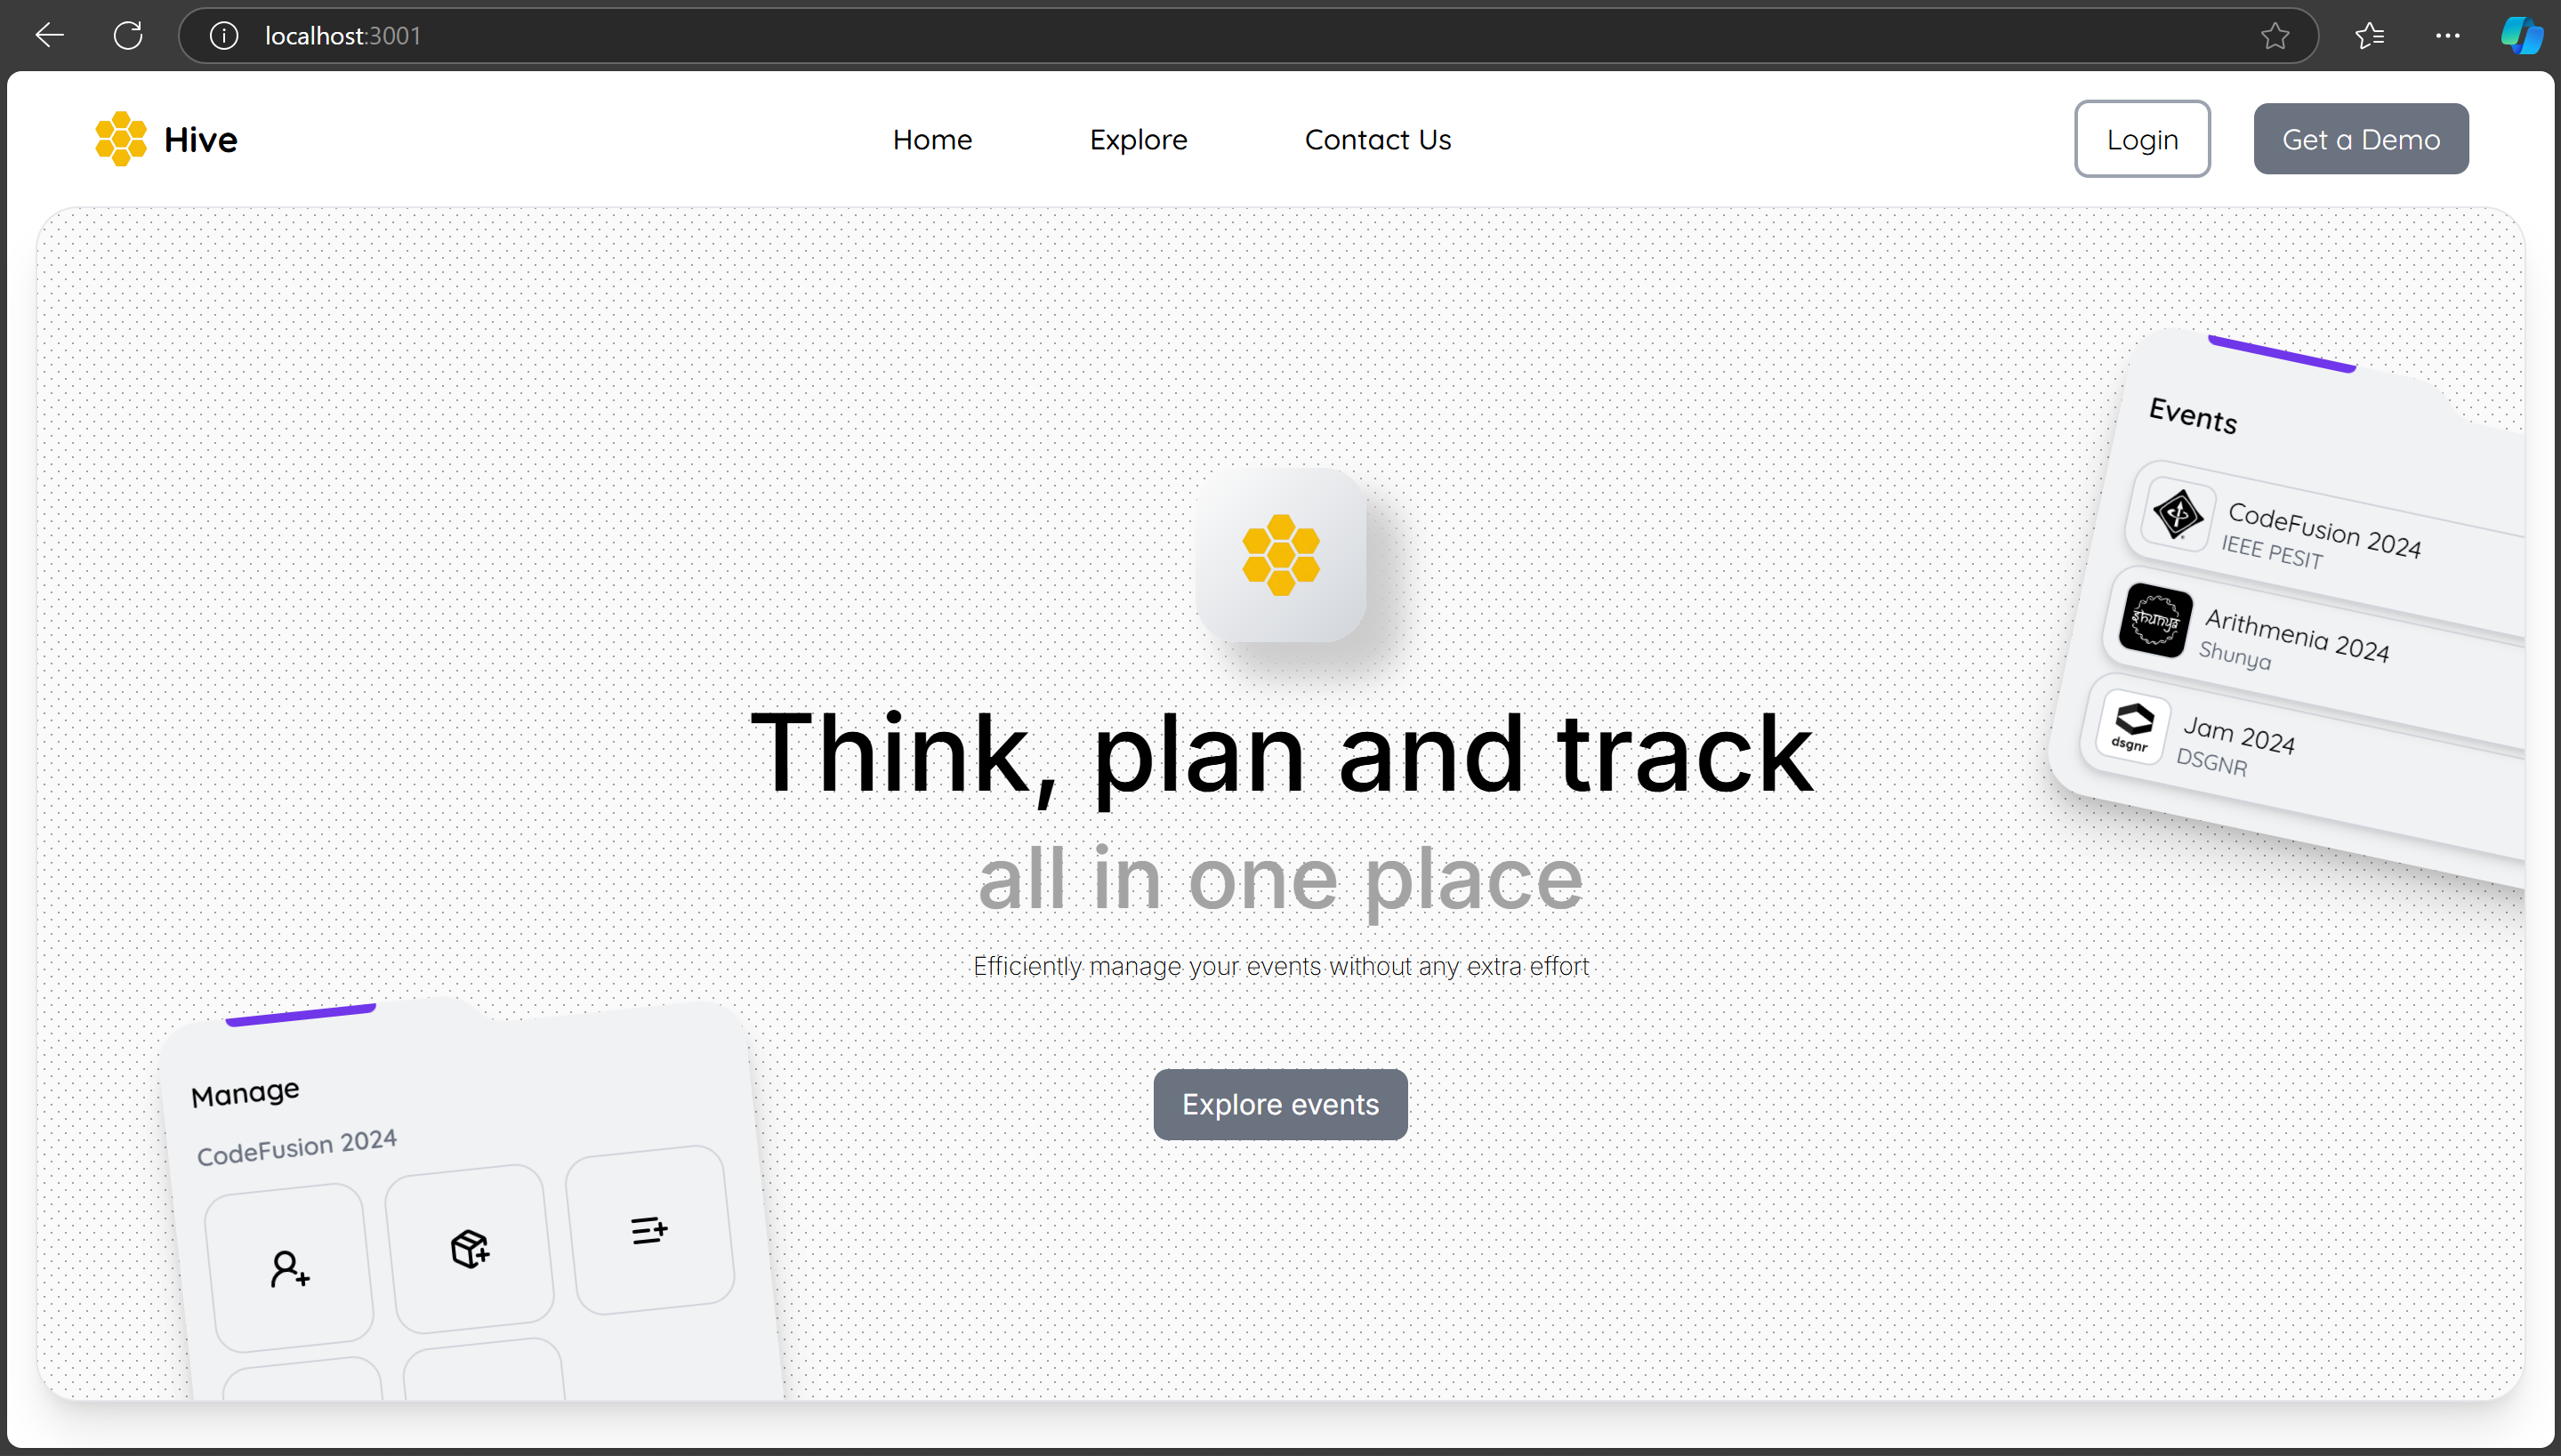 localhost:3001
Hive
Home
Explore
Contact Us
Login
Get a Demo
Events
CodeFusion 2024
IEEE PESIT
Shunya
Arithmenia 2024
Shunya
dsgnr
Jam 2024
DSGNR
Think, plan and track
all in one place
Efficiently manage your events without any extra effort
Explore events
Manage
CodeFusion 2024